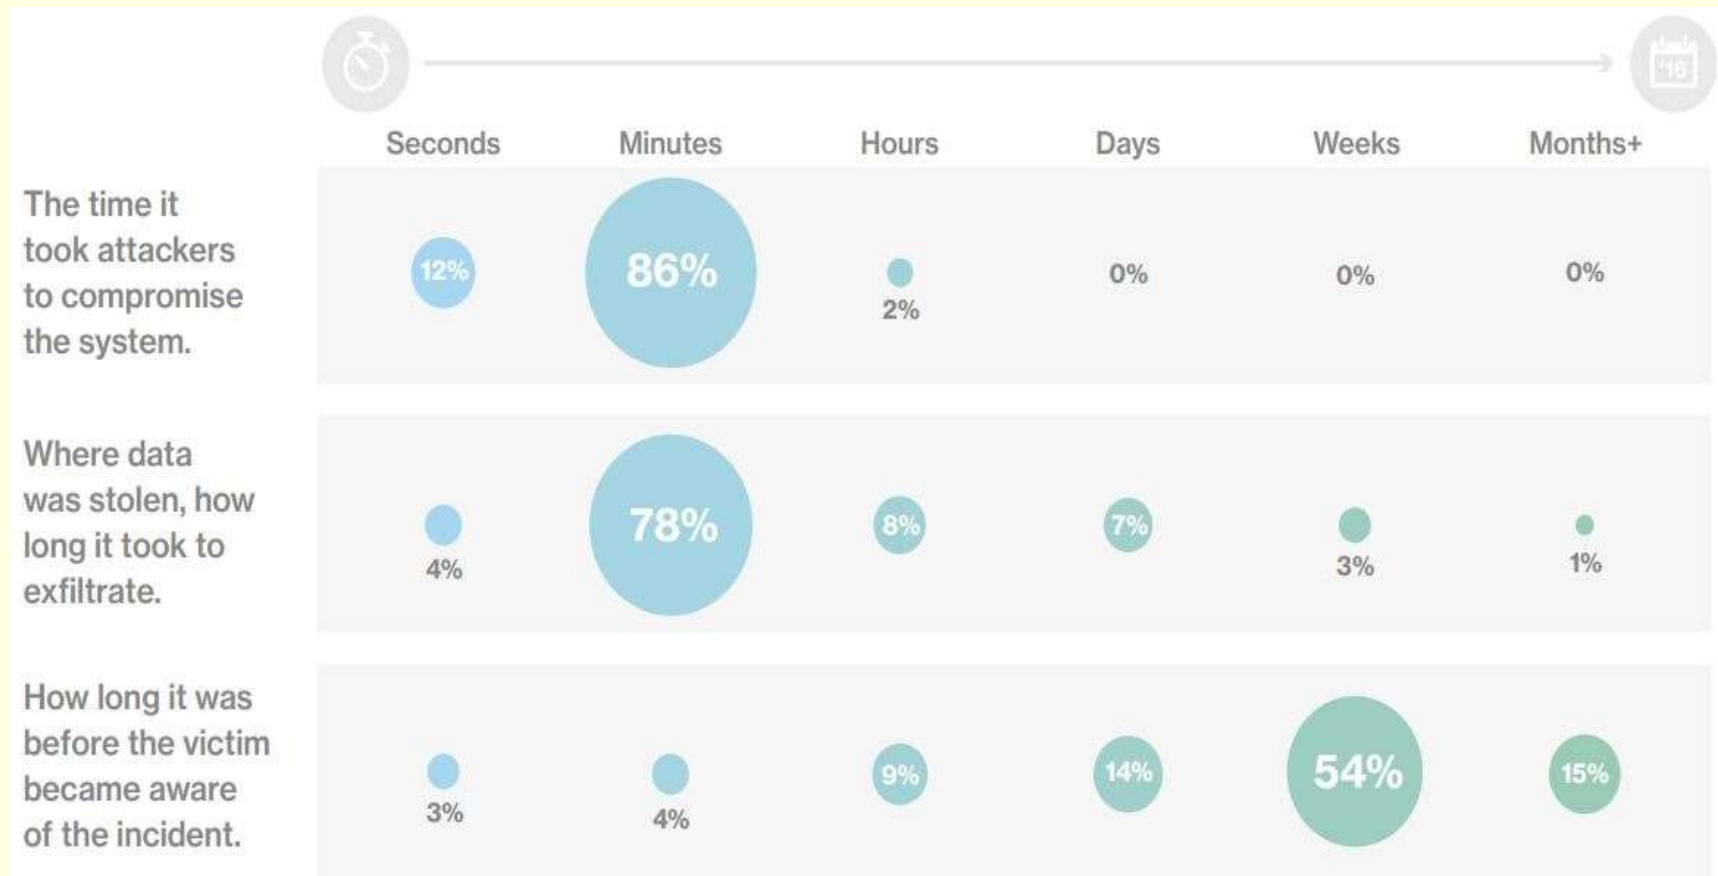 '16
Seconds Minutes Hours Days Weeks Months+
The time it
took attackers
to compromise
the system.
12% 86% 2% 0% 0% 0%
Where data
was stolen, how
long it took to
exfiltrate.
4% 78% 8% 7% 3% 1%
How long it was
before the victim
became aware
of the incident.
3% 4% 9% 14% 54% 15%